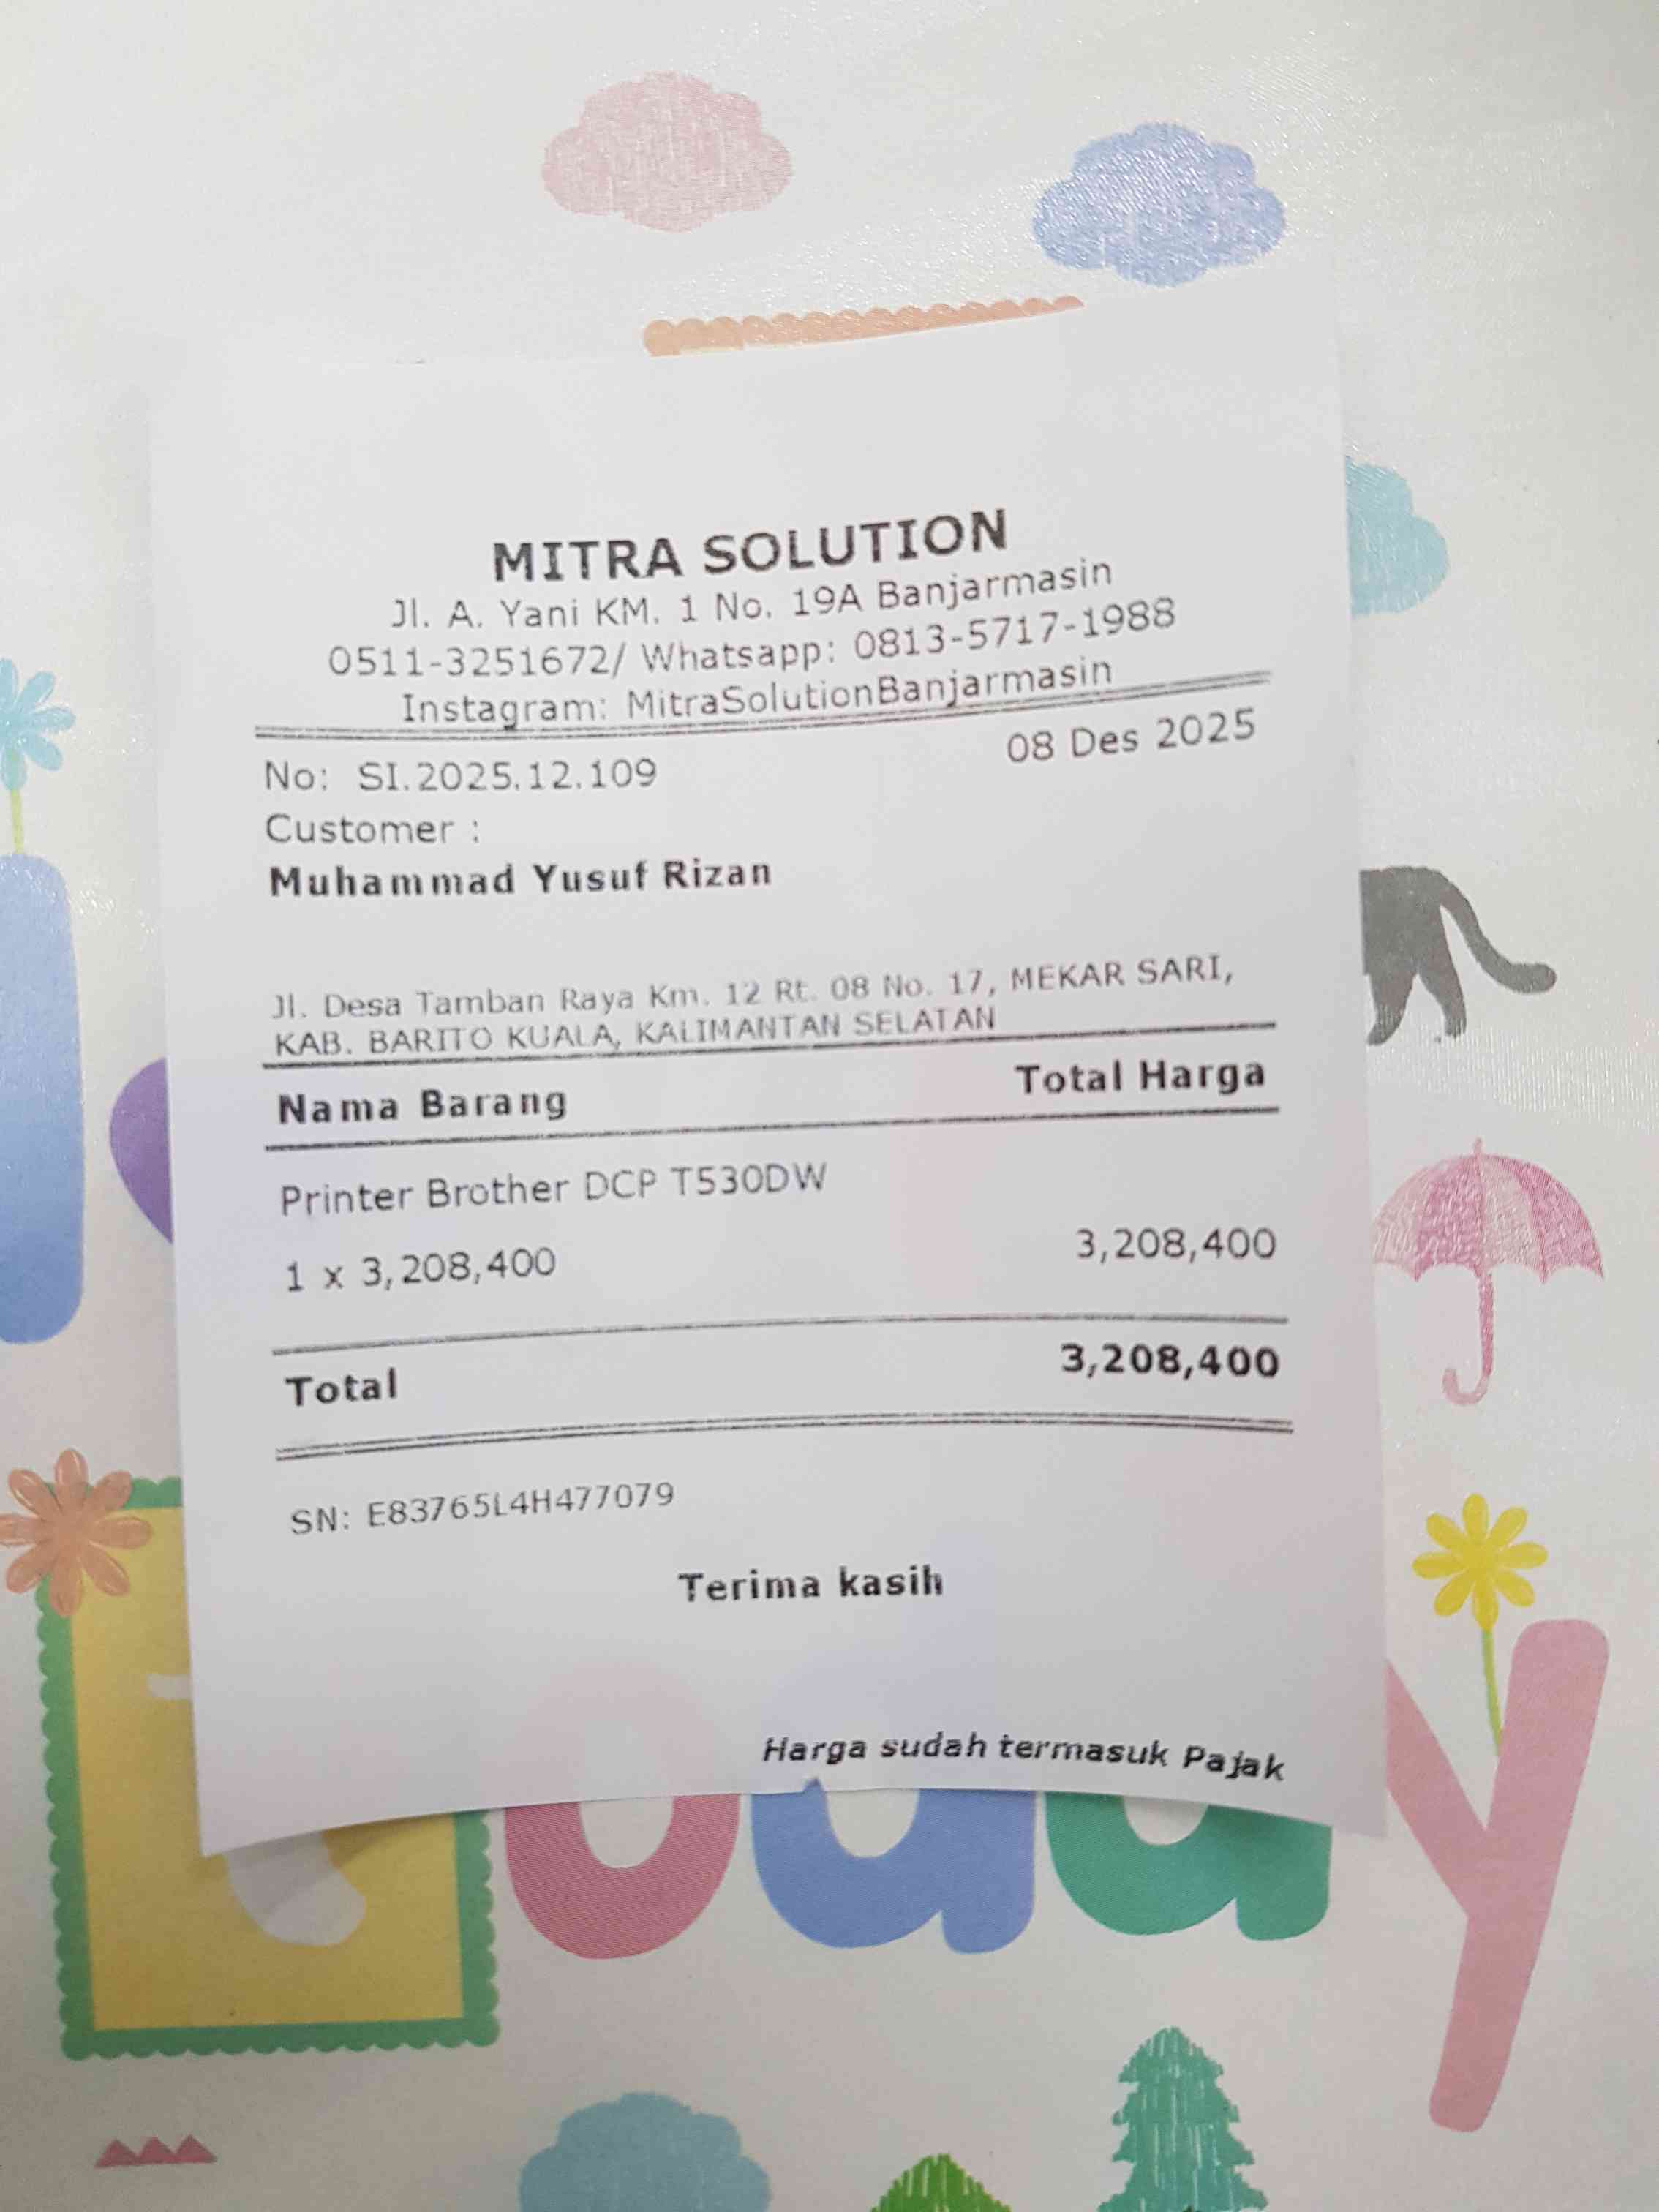 MITRA SOLUTION
Jl. A. Yani KM. 1 No. 19A Banjarmasin
0511-3251672/ Whatsapp: 0813-5717-1988
Instagram: MitraSolutionBanjarmasin
08 Des 2025
No: SI.2025.12.109
Customer :
Muhammad Yusuf Rizan
Jl. Desa Tamban Raya Km. 12 Rt. 08 No. 17, MEKAR SARI,
KAB. BARITO KUALA, KALIMANTAN SELATAN
Nama Barang Total Harga
Printer Brother DCP T530DW
1 x 3,208,400 3,208,400
Total 3,208,400
SN: E83765L4H477079
Terima kasih
Harga sudah termasuk Pajak